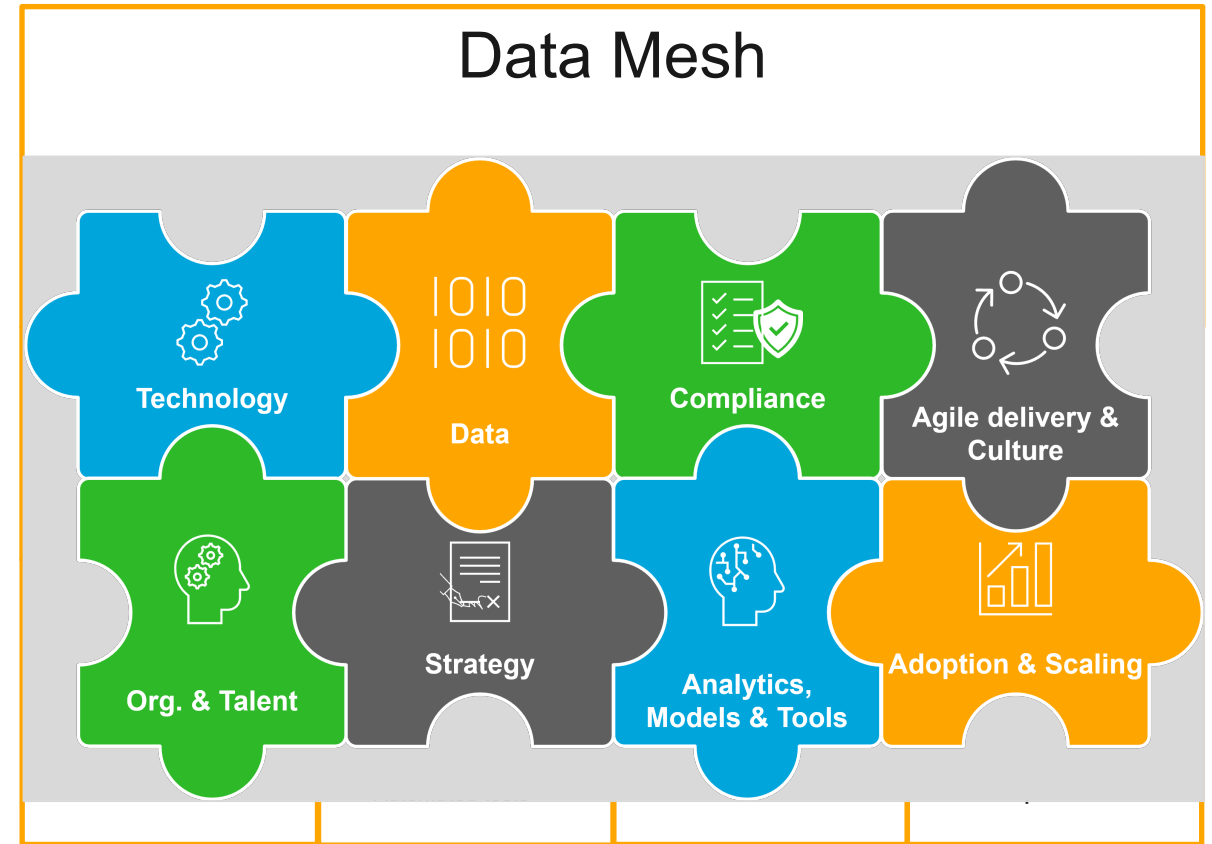 Data Mesh
1010
1010
Technology
Data
Compliance
Agile delivery &
Culture
Org. & Talent
Strategy
Analytics,
Models & Tools
Adoption & Scaling